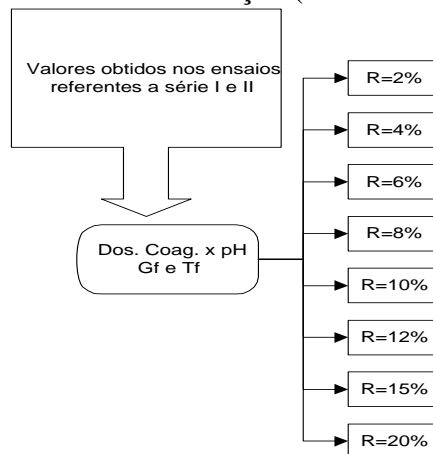 Valores obtidos nos ensaios
referentes a série I e II
Dos. Coag. x pH
Gf e Tf
R=2%
R=4%
R=6%
R=8%
R=10%
R=12%
R=15%
R=20%